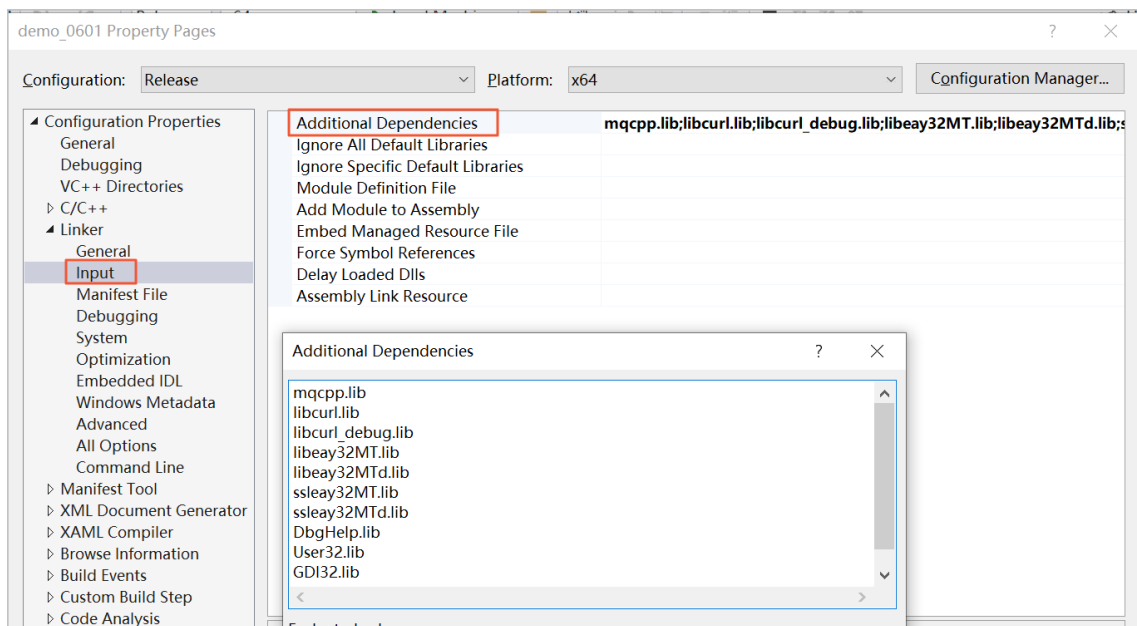 demo_0601 Property Pages
Configuration: Release Platform: x64 Configuration Manager...
Configuration Properties
General
Debugging
VC++ Directories
C/C++
Linker
General
Input
Manifest File
Debugging
System
Optimization
Embedded IDL
Windows Metadata
Advanced
All Options
Command Line
Manifest Tool
XML Document Generator
XAML Compiler
Browse Information
Build Events
Custom Build Step
Code Analysis
Additional Dependencies mqcpp.lib;libcurl.lib;libcurl_debug.lib;libeay32MT.lib;libeay32MTd.lib;
Ignore All Default Libraries
Ignore Specific Default Libraries
Module Definition File
Add Module to Assembly
Embed Managed Resource File
Force Symbol References
Delay Loaded Dlls
Assembly Link Resource
Additional Dependencies
mqcpp.lib
libcurl.lib
libcurl_debug.lib
libeay32MT.lib
libeay32MTd.lib
ssleay32MT.lib
ssleay32MTd.lib
DbgHelp.lib
User32.lib
GDI32.lib